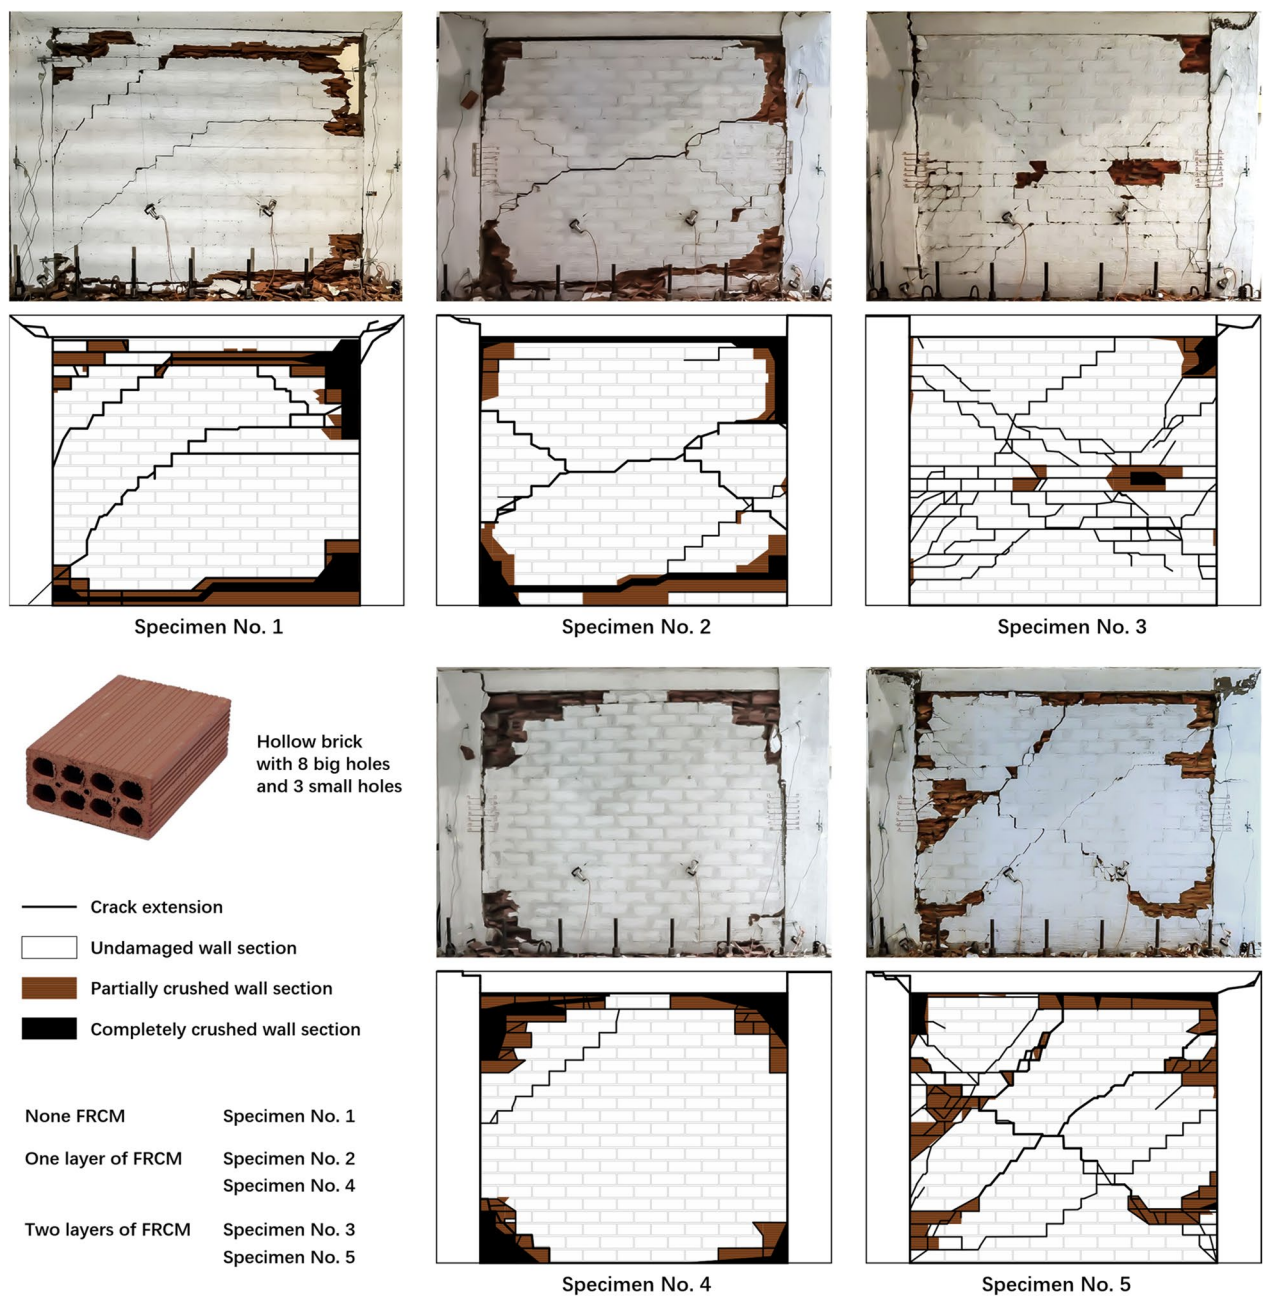 Specimen No. 1
Specimen No. 2
Specimen No. 3
Hollow brick
with 8 big holes
and 3 small holes
Crack extension
Undamaged wall section
Partially crushed wall section
Completely crushed wall section
None FRCM Specimen No. 1
One layer of FRCM Specimen No. 2
Specimen No. 4
Two layers of FRCM Specimen No. 3
Specimen No. 5
Specimen No. 4
Specimen No. 5